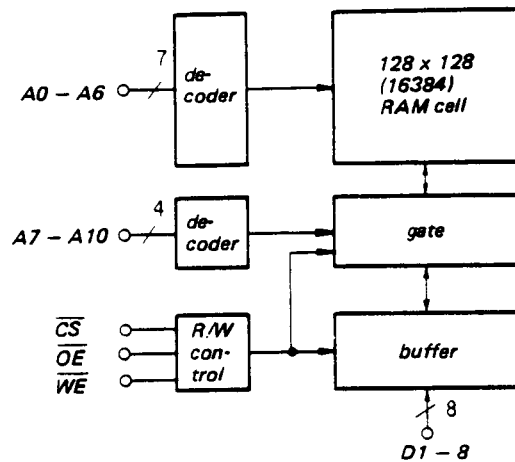 7
A0 – A6
de-
coder
128 x 128
(16384)
RAM cell
4
A7 – A10
de-
coder
gate
CS
OE
WE
R/W
con-
trol
buffer
8
D1 – 8